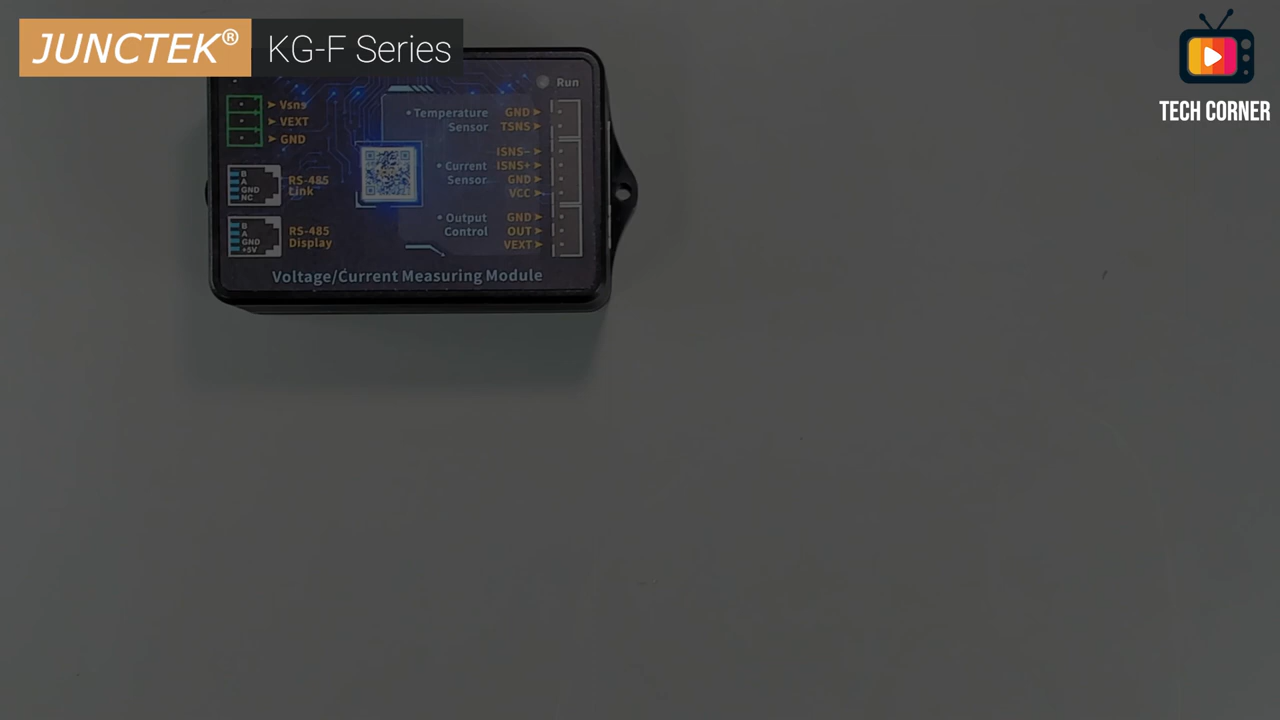 JUNCTEK® KG-F Series
TECH CORNER
Run
Vsns
VEXT
GND
B
A
GND
NC
RS-485
Link
B
A
GND
+5V
RS-485
Display
Temperature
Sensor
GND
TSNS
Current
Sensor
ISNS-
ISNS+
GND
VCC
Output
Control
GND
OUT
VEXT
Voltage/Current Measuring Module